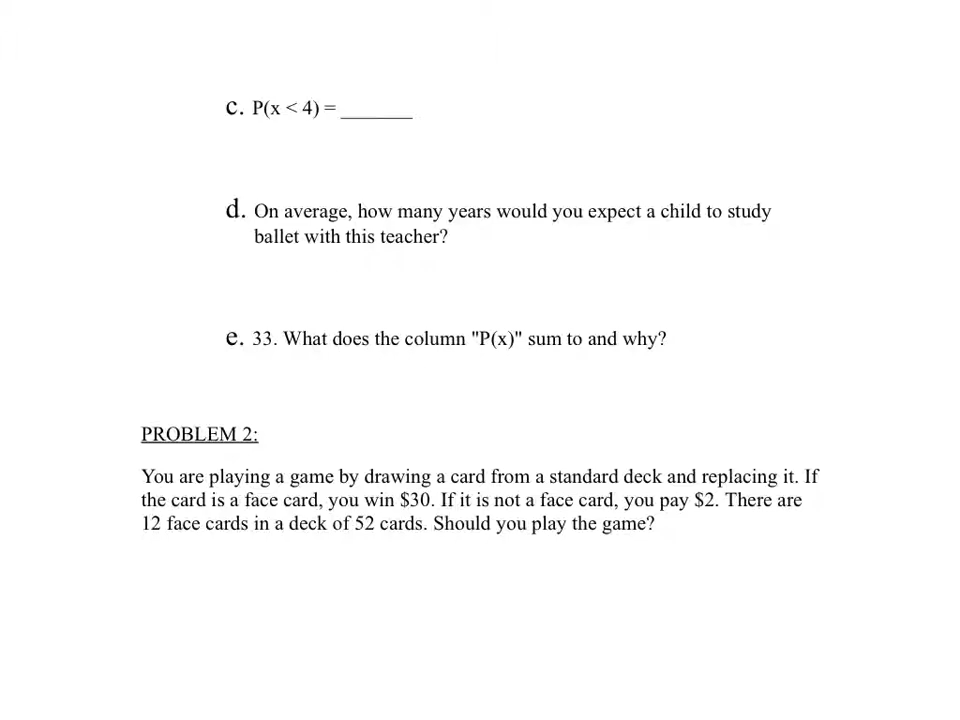 c. P(x < 4) = _______
d. On average, how many years would you expect a child to study
ballet with this teacher?
e. 33. What does the column "P(x)" sum to and why?
PROBLEM 2:
You are playing a game by drawing a card from a standard deck and replacing it. If
the card is a face card, you win $30. If it is not a face card, you pay $2. There are
12 face cards in a deck of 52 cards. Should you play the game?